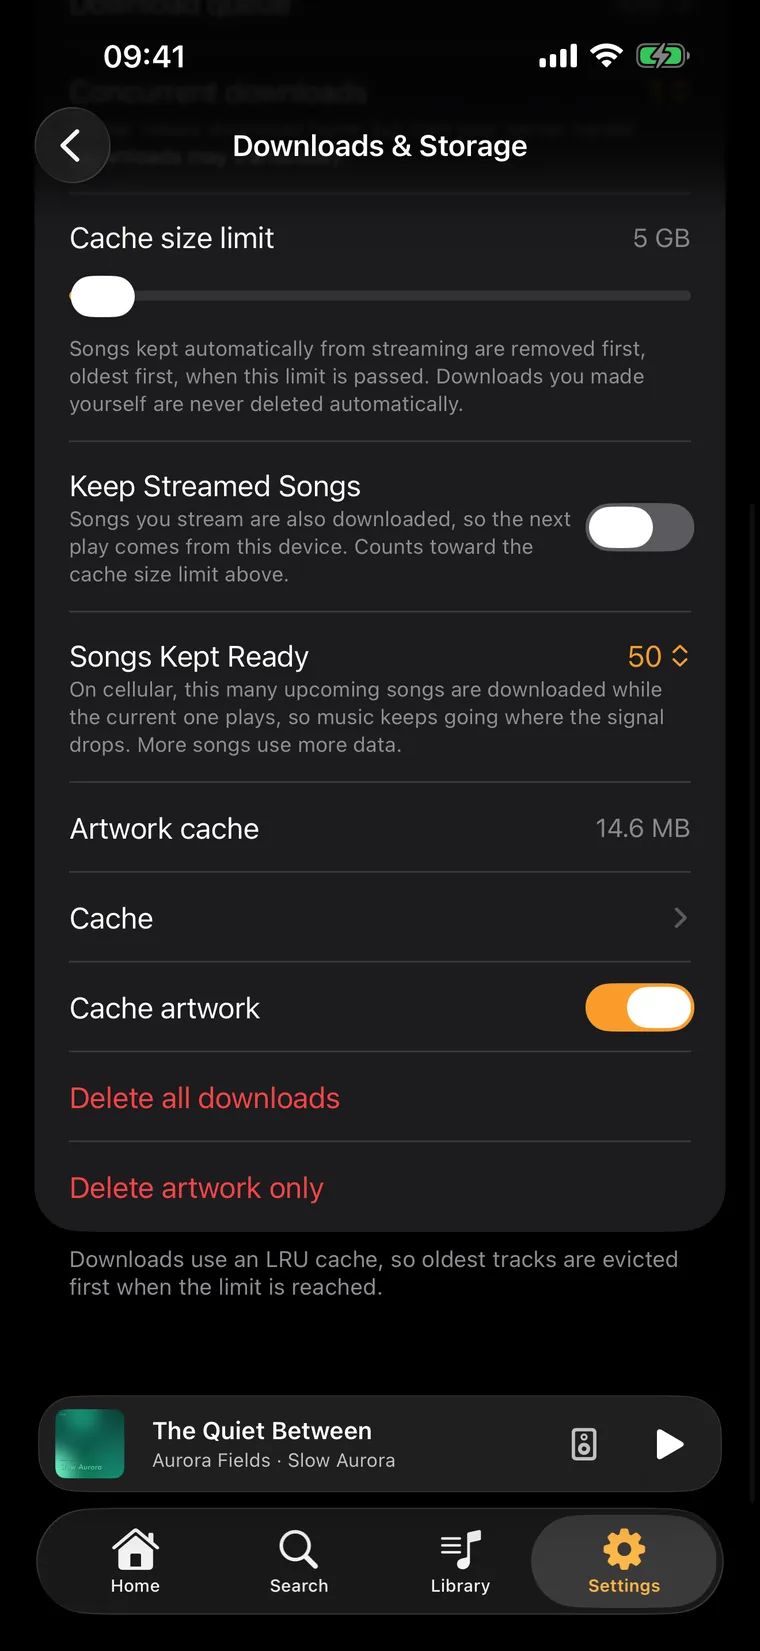 Download queue
09:41
Concurrent downloads
Downloads & Storage
Cache size limit
5 GB
Songs kept automatically from streaming are removed first,
oldest first, when this limit is passed. Downloads you made
yourself are never deleted automatically.
Keep Streamed Songs
Songs you stream are also downloaded, so the next
play comes from this device. Counts toward the
cache size limit above.
Songs Kept Ready
50
On cellular, this many upcoming songs are downloaded while
the current one plays, so music keeps going where the signal
drops. More songs use more data.
Artwork cache
14.6 MB
Cache
Cache artwork
Delete all downloads
Delete artwork only
Downloads use an LRU cache, so oldest tracks are evicted
first when the limit is reached.
Slow Aurora
The Quiet Between
Aurora Fields · Slow Aurora
Home
Search
Library
Settings